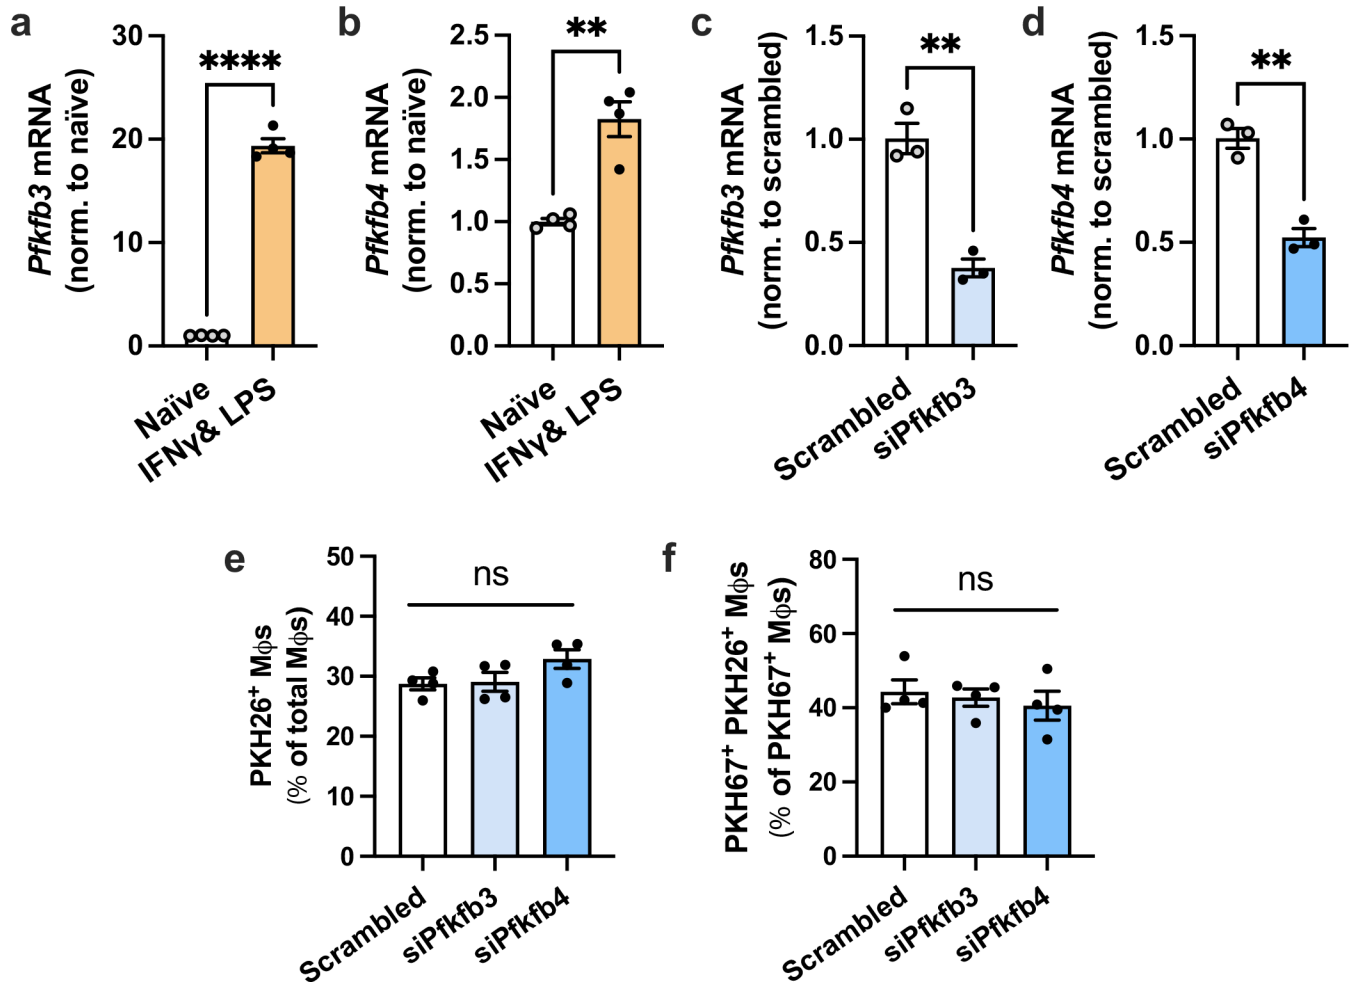 a
Pfkfb3 mRNA
(norm. to naïve)
30
20
10
0
****
Naïve
IFNγ& LPS
b
Pfkfb4 mRNA
(norm. to naïve)
2.5
2.0
1.5
1.0
0.5
0.0
**
Naïve
IFNγ& LPS
c
Pfkfb3 mRNA
(norm. to scrambled)
1.5
1.0
0.5
0.0
**
Scrambled
siPfkfb3
d
Pfkfb4 mRNA
(norm. to scrambled)
1.5
1.0
0.5
0.0
**
Scrambled
siPfkfb4
e
PKH26⁺ Mϕs
(% of total Mϕs)
50
40
30
20
10
0
ns
Scrambled
siPfkfb3
siPfkfb4
f
PKH67⁺ PKH26⁺ Mϕs
(% of PKH67⁺ Mϕs)
80
60
40
20
0
ns
Scrambled
siPfkfb3
siPfkfb4